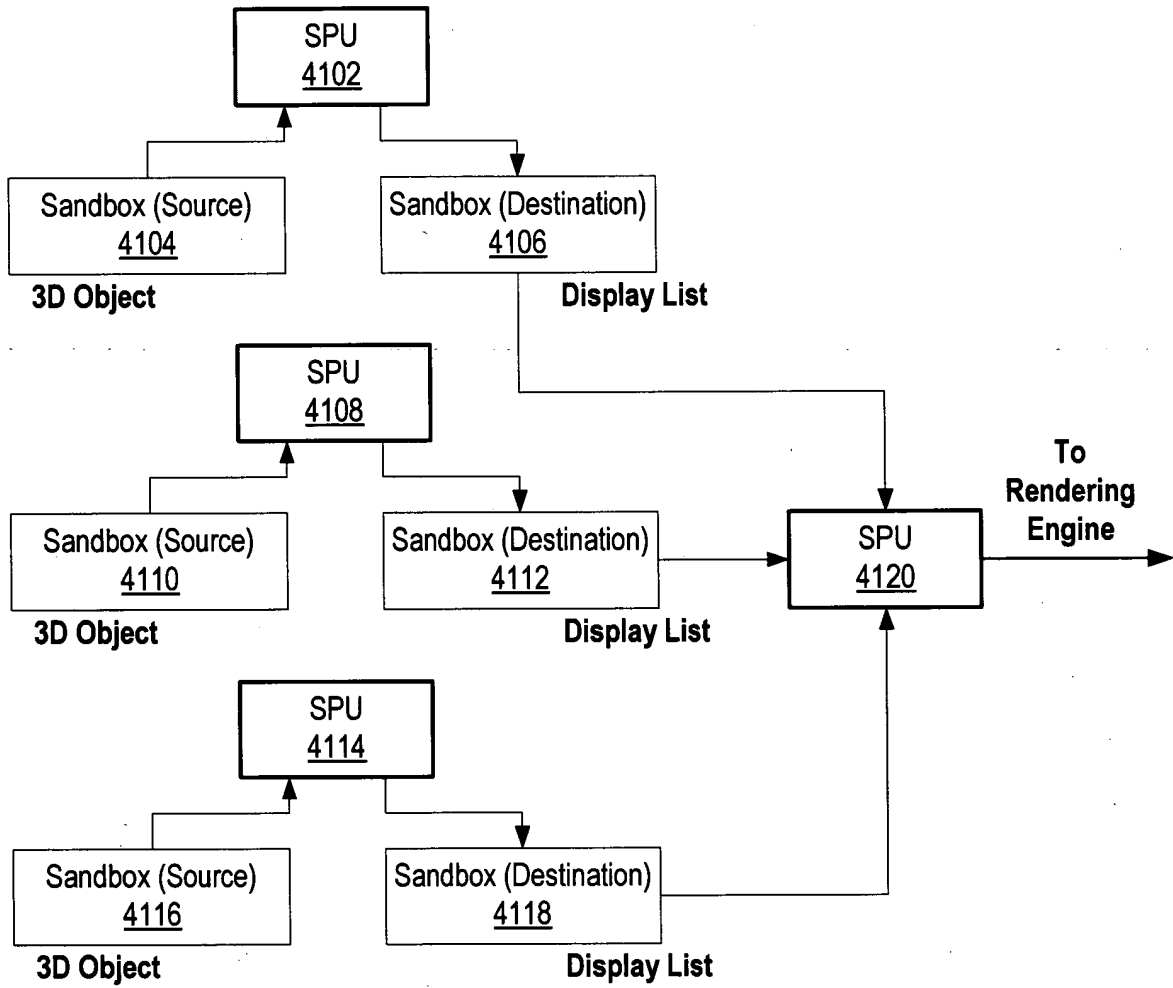 SPU
4102
Sandbox (Source)
4104
3D Object
Sandbox (Destination)
4106
Display List
SPU
4108
Sandbox (Source)
4110
3D Object
Sandbox (Destination)
4112
Display List
SPU
4114
Sandbox (Source)
4116
3D Object
Sandbox (Destination)
4118
Display List
SPU
4120
To
Rendering
Engine